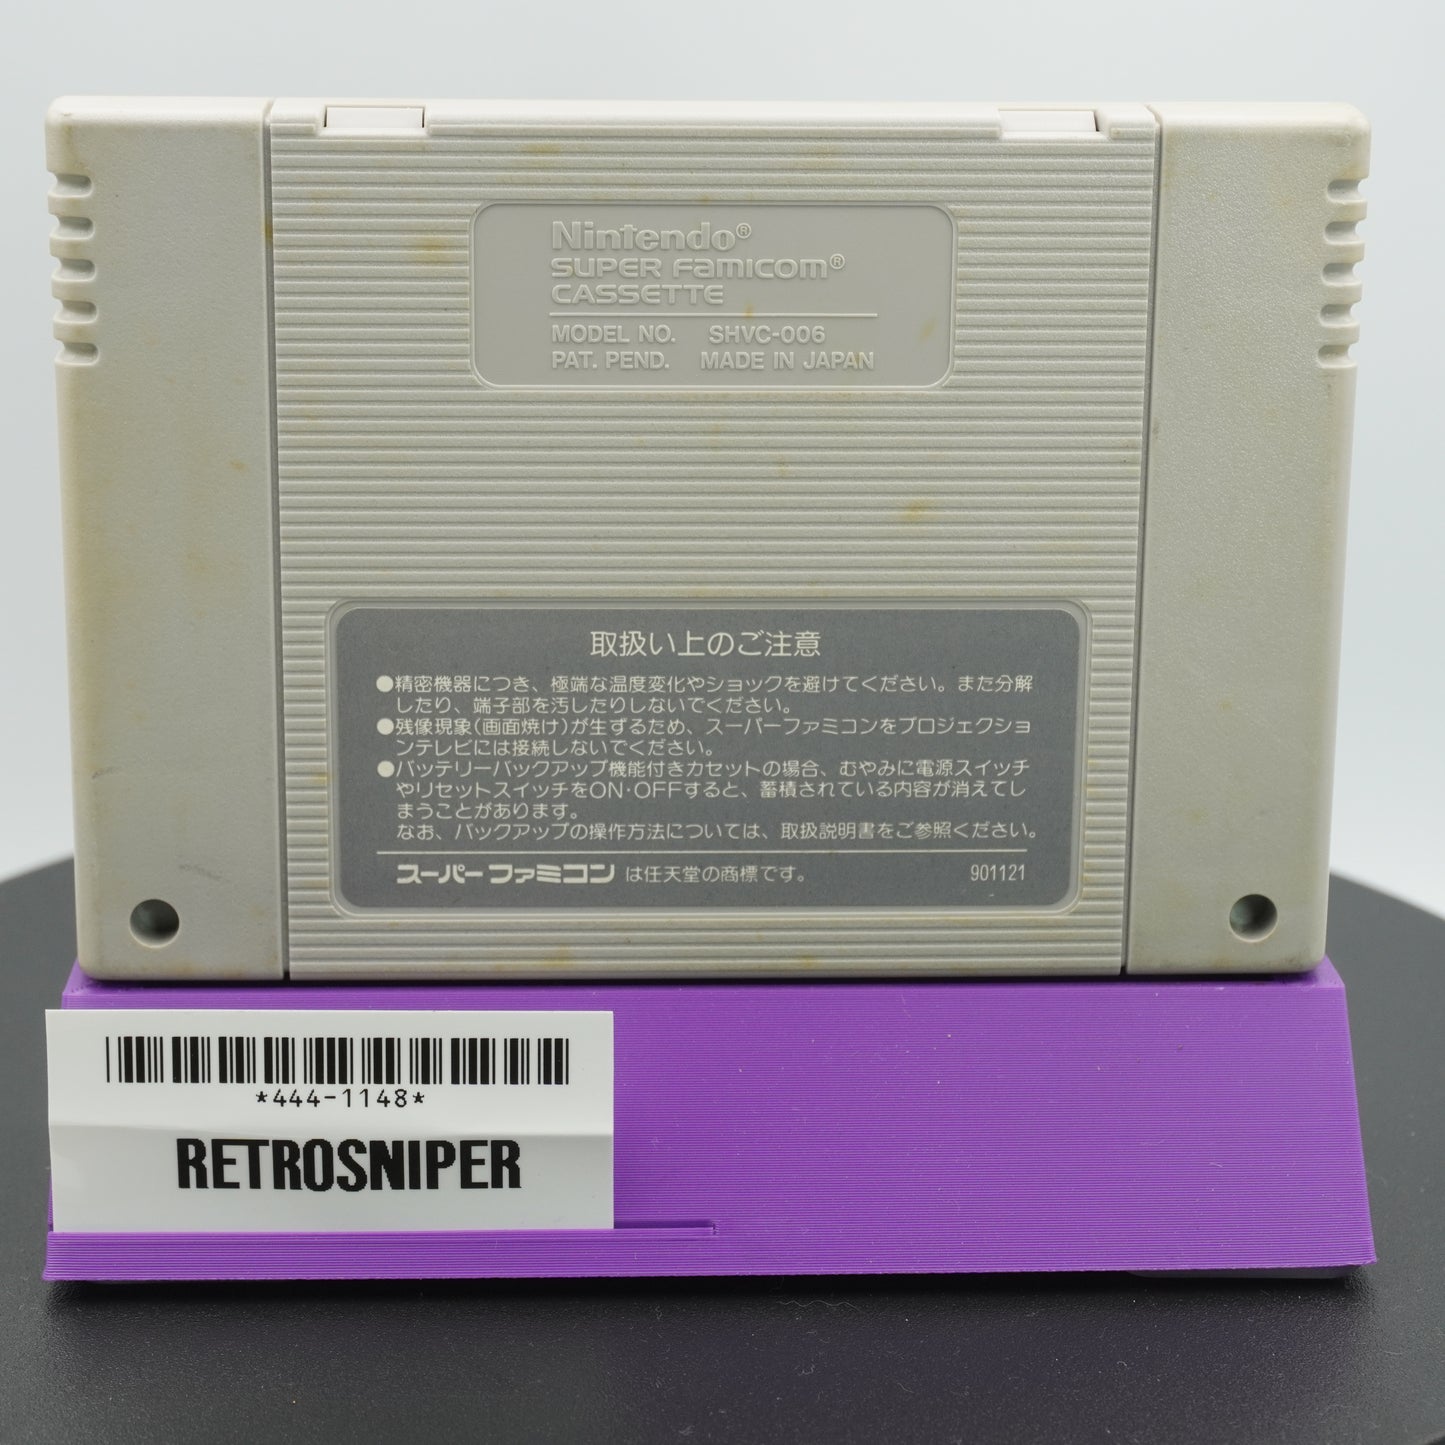 Nintendo®
SUPER FAMICOM®
CASSETTE
MODEL NO. SHVC-006
PAT. PEND. MADE IN JAPAN
取扱い上のご注意
●精密機器につき、極端な温度変化やショックを避けてください。また分解
したり、端子部を汚したりしないでください。
●残像現象(画面焼け)が生ずるため、スーパーファミコンをプロジェクショ
ンテレビには接続しないでください。
●バッテリーバックアップ機能付きカセットの場合、むやみに電源スイッチ
やリセットスイッチをON・OFFすると、蓄積されている内容が消えてし
まうことがあります。
なお、バックアップの操作方法については、取扱説明書をご参照ください。
スーパーファミコンは任天堂の商標です。 901121
*444-1148*
RETROSNIPER